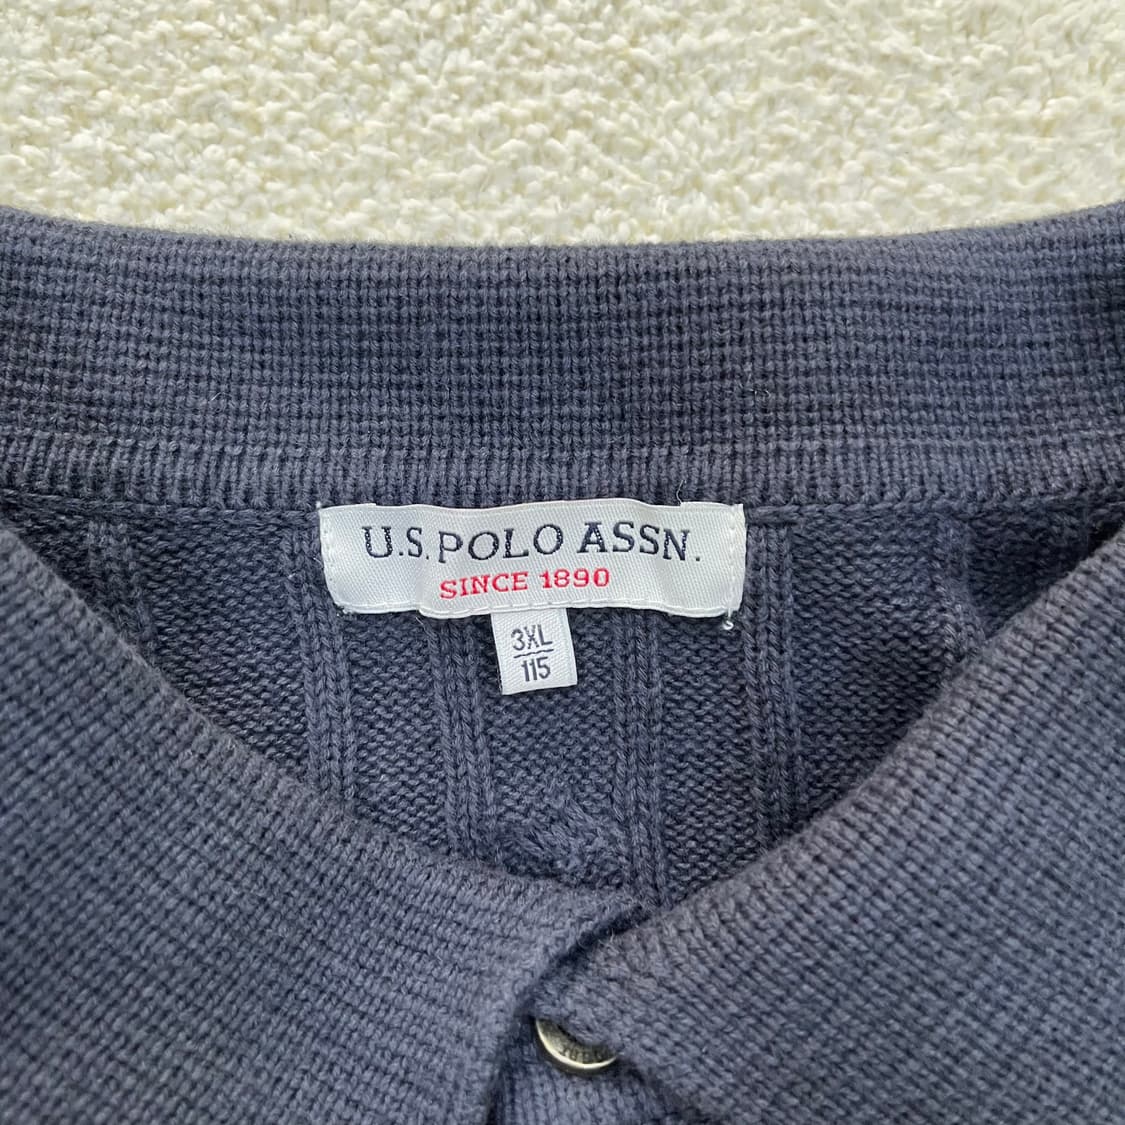 U.S. POLO ASSN.
SINCE 1890
3XL
115